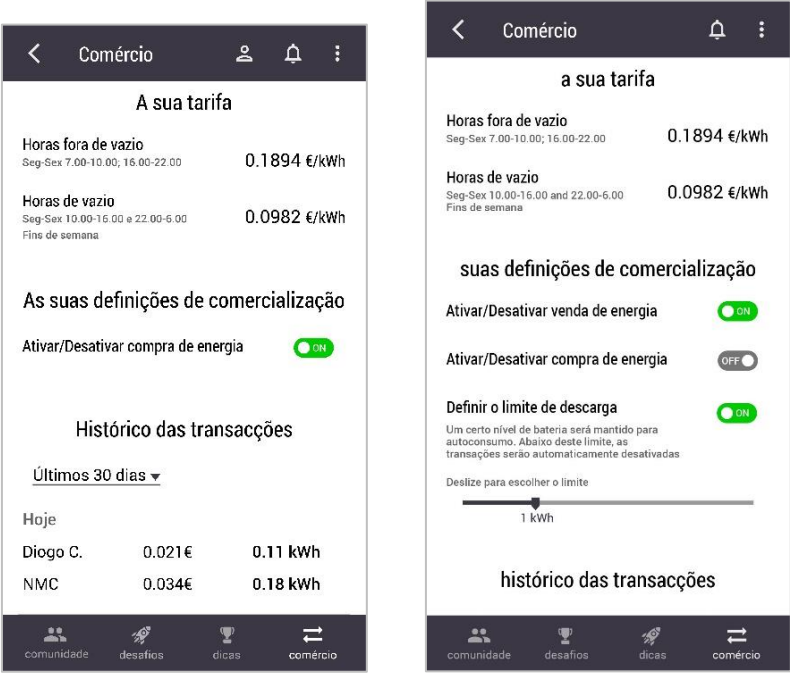 Comércio
A sua tarifa
Horas fora de vazio
Seg-Sex 7.00-10.00; 16.00-22.00
0.1894 €/kWh
Horas de vazio
Seg-Sex 10.00-16.00 e 22.00-6.00
Fins de semana
0.0982 €/kWh
As suas definições de comercialização
Ativar/Desativar compra de energia
ON
Histórico das transacções
Últimos 30 dias
Hoje
Diogo C. 0.021€ 0.11 kWh
NMC 0.034€ 0.18 kWh
comunidade desafios dicas comércio
Comércio
a sua tarifa
Horas fora de vazio
Seg-Sex 7.00-10.00; 16.00-22.00
0.1894 €/kWh
Horas de vazio
Seg-Sex 10.00-16.00 and 22.00-6.00
Fins de semana
0.0982 €/kWh
suas definições de comercialização
Ativar/Desativar venda de energia
ON
Ativar/Desativar compra de energia
OFF
Definir o limite de descarga
ON
Um certo nível de bateria será mantido para
autoconsumo. Abaixo deste limite, as
transações serão automaticamente desativadas
Deslize para escolher o limite
1 kWh
histórico das transacções
comunidade desafios dicas comércio